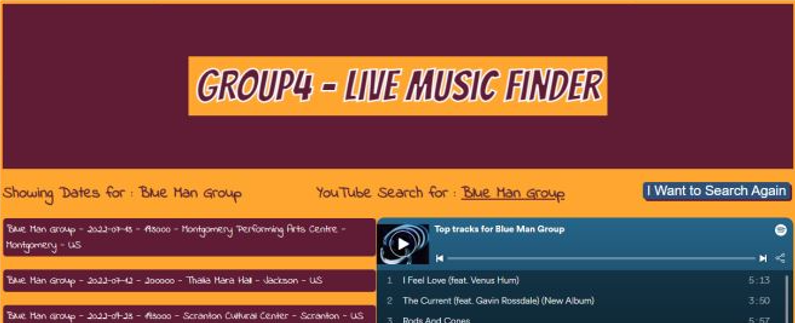 GROUP4 - LIVE MUSIC FINDER
Showing Dates for : Blue Man Group
YouTube Search for : Blue Man Group
I Want to Search Again
Blue Man Group - 2022-07-13 - 193000 - Montgomery Performing Arts Centre -
Montgomery - US
Blue Man Group - 2022-07-12 - 200000 - Thalia Mara Hall - Jackson - US
Blue Man Group - 2022-09-23 - 193000 - Scranton Cultural Center - Scranton - US
Top tracks for Blue Man Group
1 I Feel Love (feat. Venus Hum) 5:13
2 The Current (feat. Gavin Rossdale) (New Album) 3:50
3 Rods And Cones 5:57